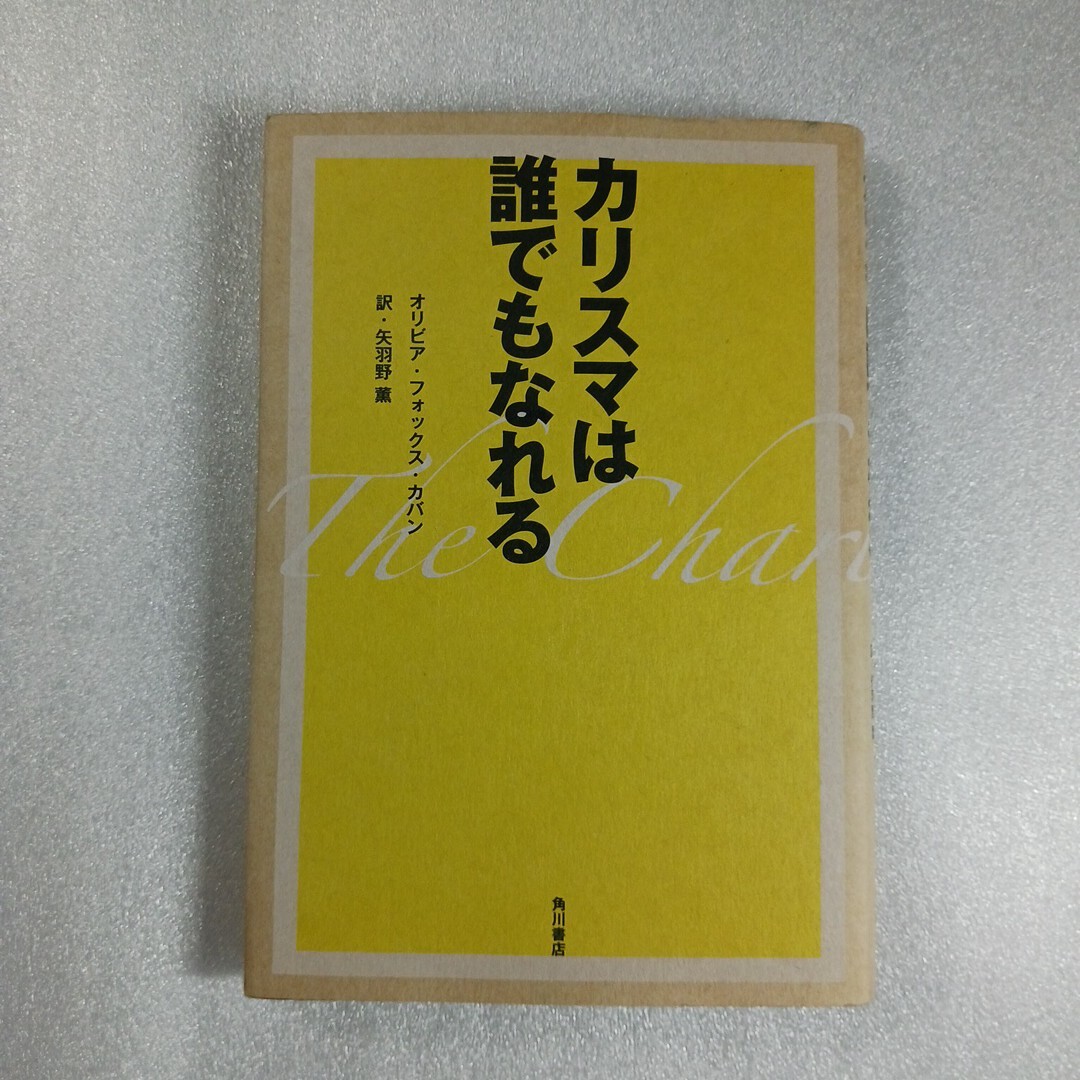 カリスマは
誰でもなれる
オリビア・フォックス・カバン
訳・矢羽野 薫
The Chari
角川書店